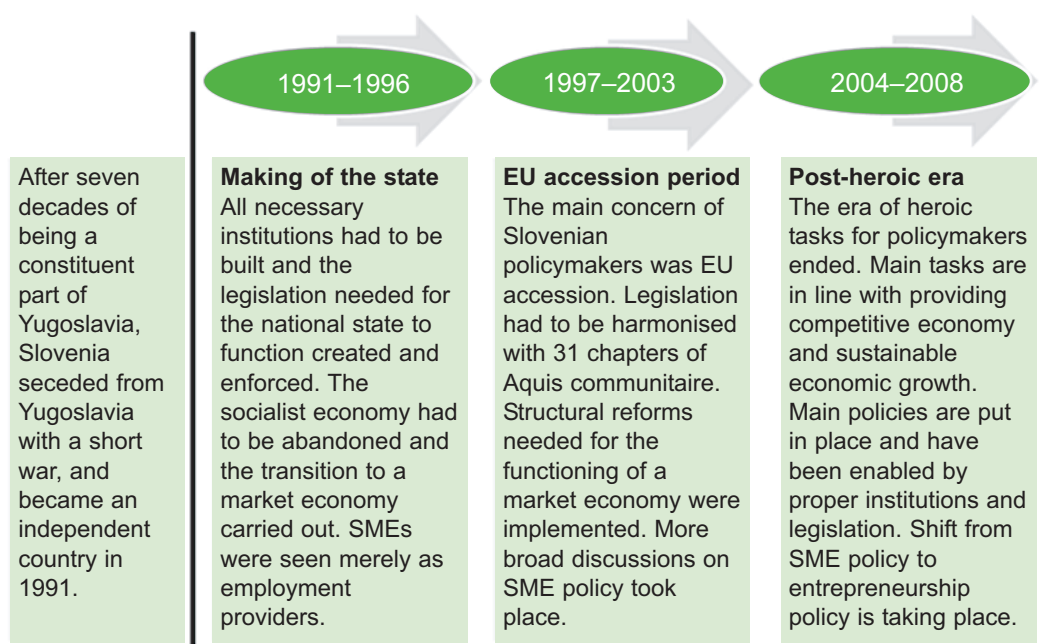 1991–1996
1997–2003
2004–2008
After seven
decades of
being a
constituent
part of
Yugoslavia,
Slovenia
seceded from
Yugoslavia
with a short
war, and
became an
independent
country in
1991.
Making of the state
All necessary
institutions had to be
built and the
legislation needed for
the national state to
function created and
enforced. The
socialist economy had
to be abandoned and
the transition to a
market economy
carried out. SMEs
were seen merely as
employment
providers.
EU accession period
The main concern of
Slovenian
policymakers was EU
accession. Legislation
had to be harmonised
with 31 chapters of
Aquis communitaire.
Structural reforms
needed for the
functioning of a
market economy were
implemented. More
broad discussions on
SME policy took
place.
Post-heroic era
The era of heroic
tasks for policymakers
ended. Main tasks are
in line with providing
competitive economy
and sustainable
economic growth.
Main policies are put
in place and have
been enabled by
proper institutions and
legislation. Shift from
SME policy to
entrepreneurship
policy is taking place.